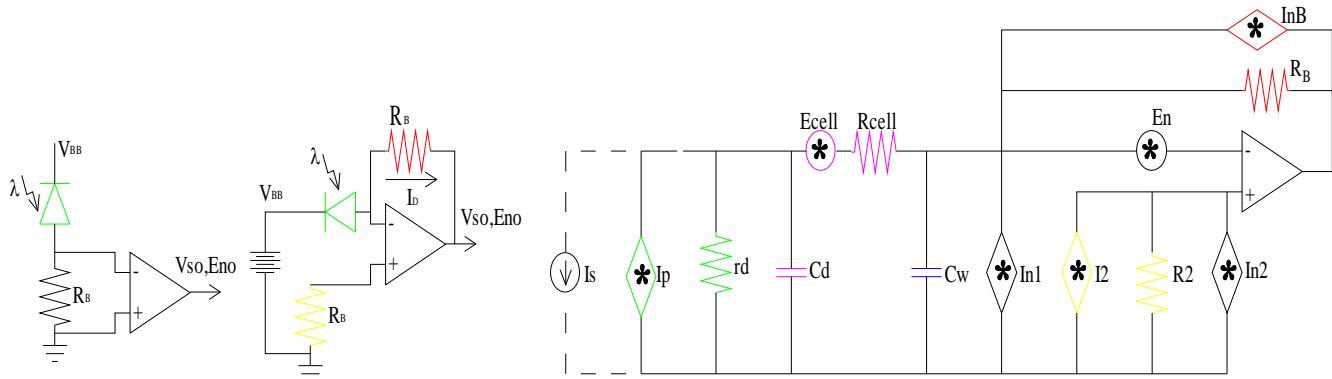 VBB
λ
RB
Vso,Eno
VBB
λ
RB
ID
-
+
Vso,Eno
RB
-
+
Is
Ip
rd
Cd
Ecell
Rcell
Cw
In1
I2
R2
In2
En
InB
RB
-
+